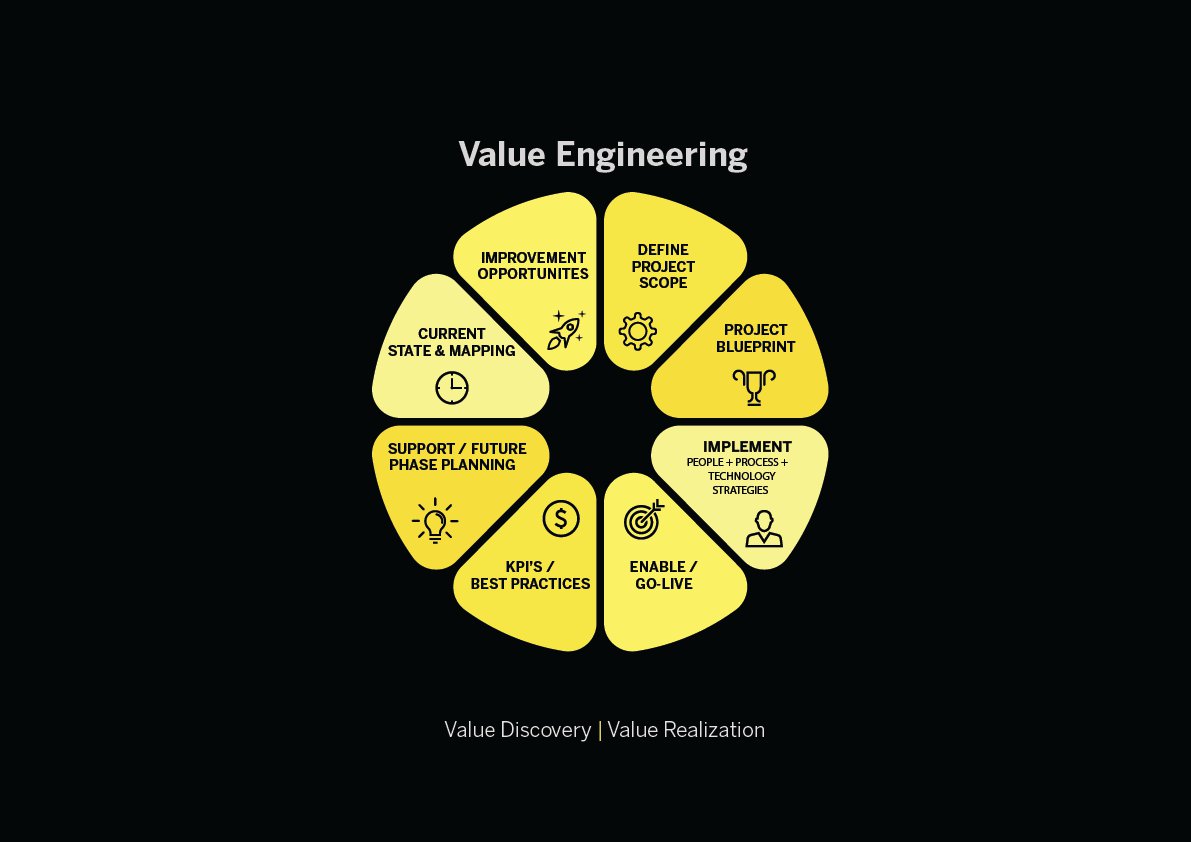 Value Engineering
IMPROVEMENT
OPPORTUNITES
DEFINE
PROJECT
SCOPE
PROJECT
BLUEPRINT
IMPLEMENT
PEOPLE + PROCESS +
TECHNOLOGY
STRATEGIES
ENABLE /
GO-LIVE
KPI'S /
BEST PRACTICES
SUPPORT / FUTURE
PHASE PLANNING
CURRENT
STATE & MAPPING
$
Value Discovery | Value Realization